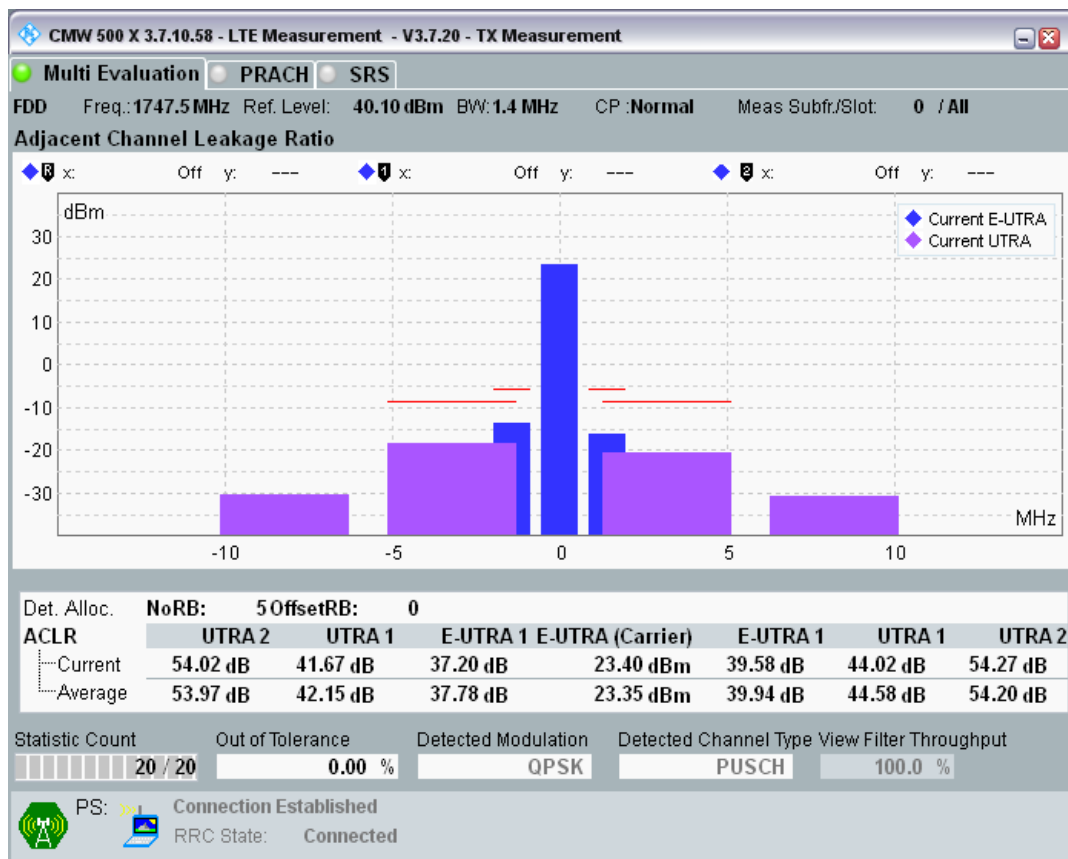 CMW 500 X 3.7.10.58 - LTE Measurement - V3.7.20 - TX Measurement
Multi Evaluation PRACH SRS
FDD Freq.: 1747.5 MHz Ref. Level: 40.10 dBm BW: 1.4 MHz CP :Normal Meas Subfr./Slot: 0 / All
Adjacent Channel Leakage Ratio
R x: Off y: --- 1 x: Off y: --- 2 x: Off y: ---
dBm
Current E-UTRA
Current UTRA
30
20
10
0
-10
-20
-30
MHz
-10 -5 0 5 10
Det. Alloc. NoRB: 5 OffsetRB: 0
ACLR UTRA 2 UTRA 1 E-UTRA 1 E-UTRA (Carrier) E-UTRA 1 UTRA 1 UTRA 2
Current 54.02 dB 41.67 dB 37.20 dB 23.40 dBm 39.58 dB 44.02 dB 54.27 dB
Average 53.97 dB 42.15 dB 37.78 dB 23.35 dBm 39.94 dB 44.58 dB 54.20 dB
Statistic Count Out of Tolerance Detected Modulation Detected Channel Type View Filter Throughput
20 / 20 0.00 % QPSK PUSCH 100.0 %
PS: Connection Established
RRC State: Connected